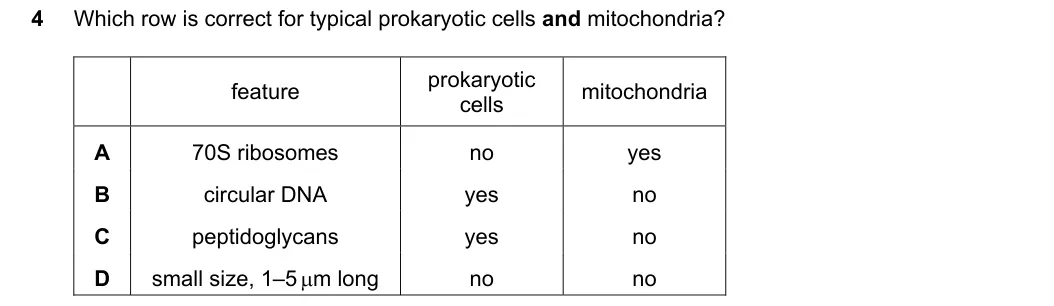 4 Which row is correct for typical prokaryotic cells and mitochondria?
feature prokaryotic cells mitochondria
A 70S ribosomes no yes
B circular DNA yes no
C peptidoglycans yes no
D small size, 1–5 μm long no no